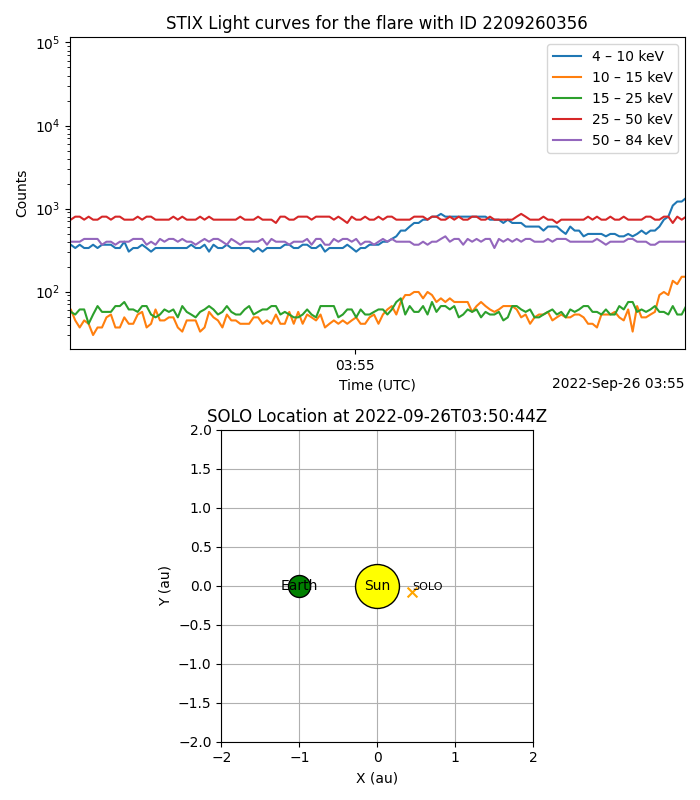 STIX Light curves for the flare with ID 2209260356
10⁵
10⁴
10³
10²
Counts
4 – 10 keV
10 – 15 keV
15 – 25 keV
25 – 50 keV
50 – 84 keV
03:55
Time (UTC)
2022-Sep-26 03:55
SOLO Location at 2022-09-26T03:50:44Z
2.0
1.5
1.0
0.5
0.0
−0.5
−1.0
−1.5
−2.0
Y (au)
Earth
Sun
SOLO
−2
−1
0
1
2
X (au)